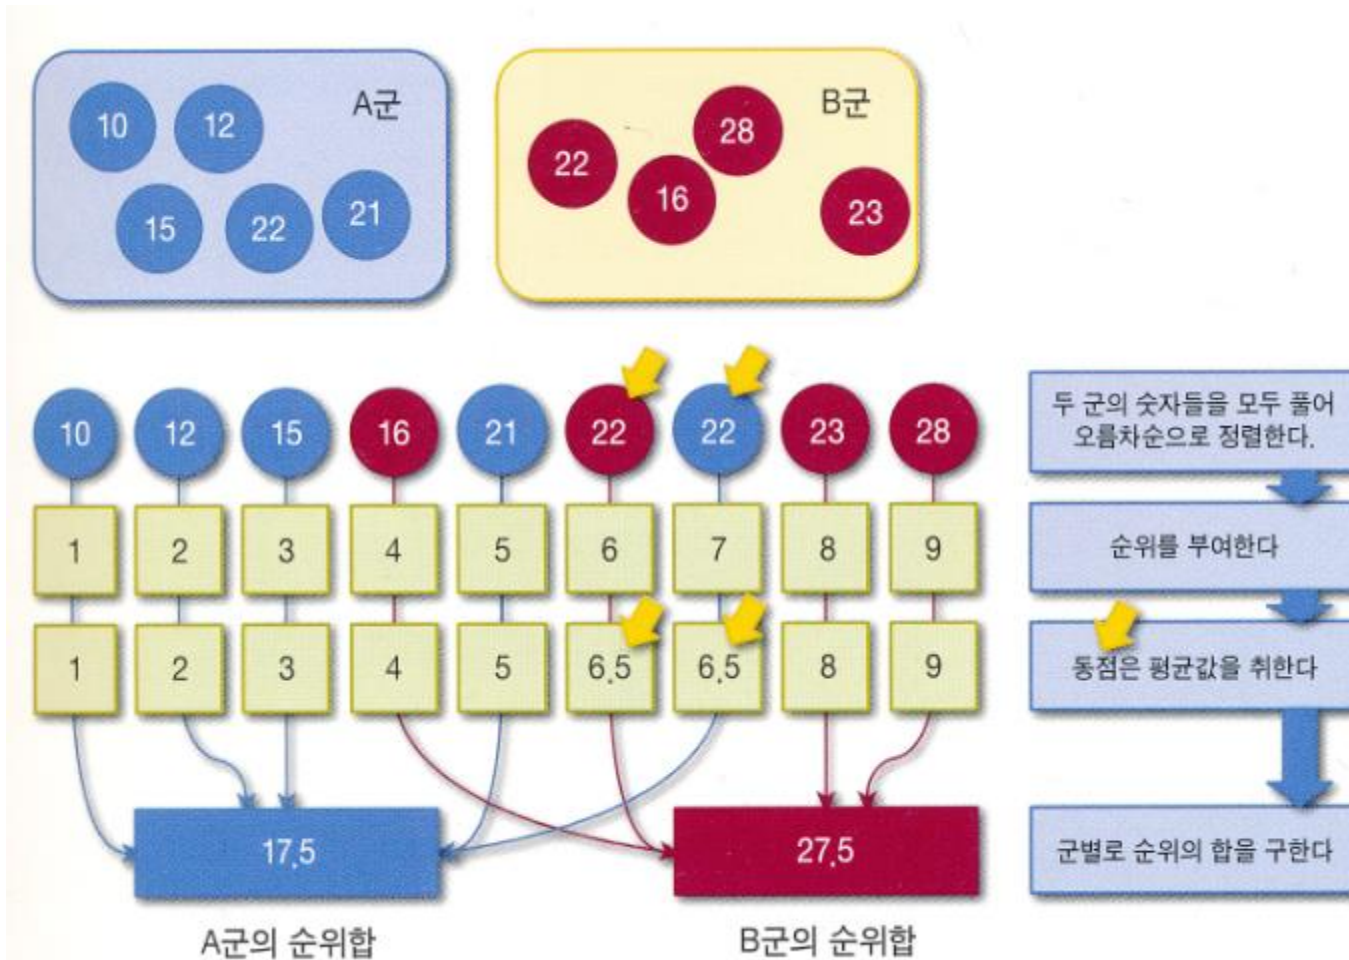 A군
10
12
15
22
21
B군
22
28
16
23
10 12 15 16 21 22 22 23 28
두 군의 숫자들을 모두 풀어
오름차순으로 정렬한다.
1 2 3 4 5 6 7 8 9
순위를 부여한다
1 2 3 4 5 6.5 6.5 8 9
동점은 평균값을 취한다
17.5
27.5
군별로 순위의 합을 구한다
A군의 순위합
B군의 순위합